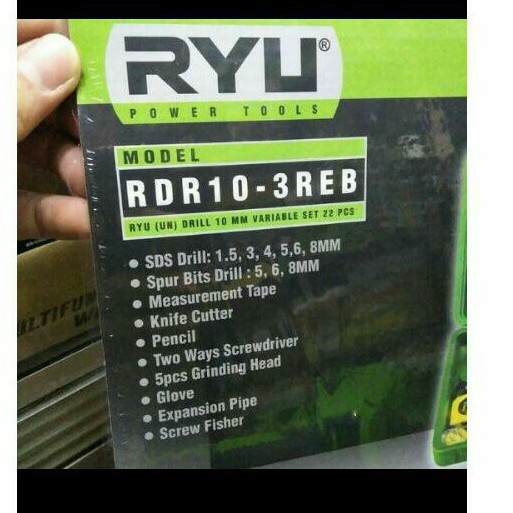 RYU®
POWER TOOLS
MODEL
RDR10-3REB
RYU (UN) DRILL 10 MM VARIABLE SET 22 PCS
• SDS Drill: 1.5, 3, 4, 5,6, 8MM
• Spur Bits Drill : 5, 6, 8MM
• Measurement Tape
• Knife Cutter
• Pencil
• Two Ways Screwdriver
• 5pcs Grinding Head
• Glove
• Expansion Pipe
• Screw Fisher